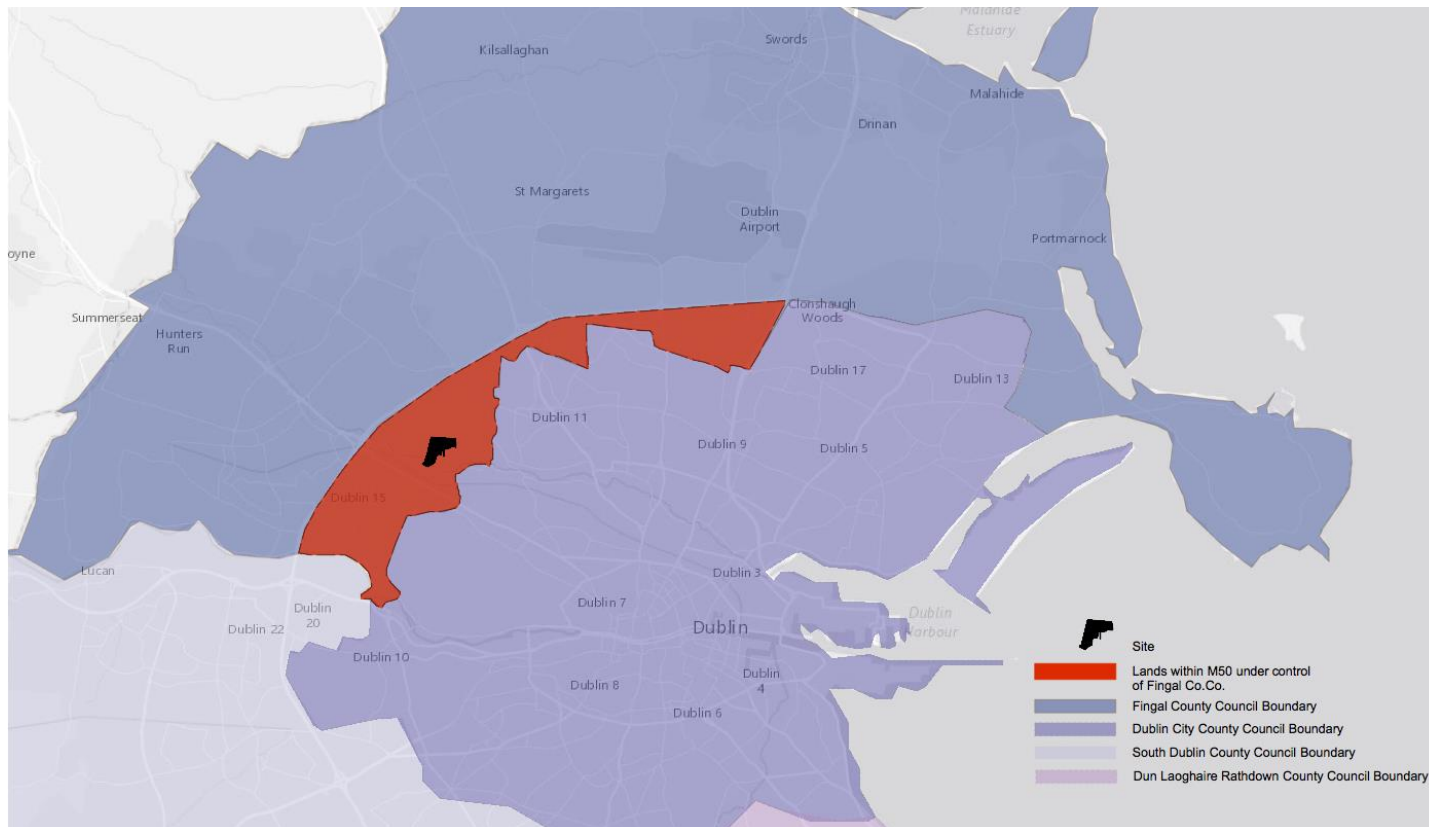 Malahide
Estuary
Swords
Kilsallaghan
Malahide
Drinan
St Margarets
Dublin
Airport
Portmarnock
oyne
Clonshaugh
Woods
Summerseat
Hunters
Run
Dublin 17
Dublin 13
Dublin 11
Dublin 9
Dublin 5
Dublin 15
Lucan
Dublin 3
Dublin 7
Dublin
20
Dublin 22
Dublin
Dublin
Harbour
Dublin 10
Dublin 8
Dublin
4
Dublin 6
Site
Lands within M50 under control
of Fingal Co.Co.
Fingal County Council Boundary
Dublin City County Council Boundary
South Dublin County Council Boundary
Dun Laoghaire Rathdown County Council Boundary